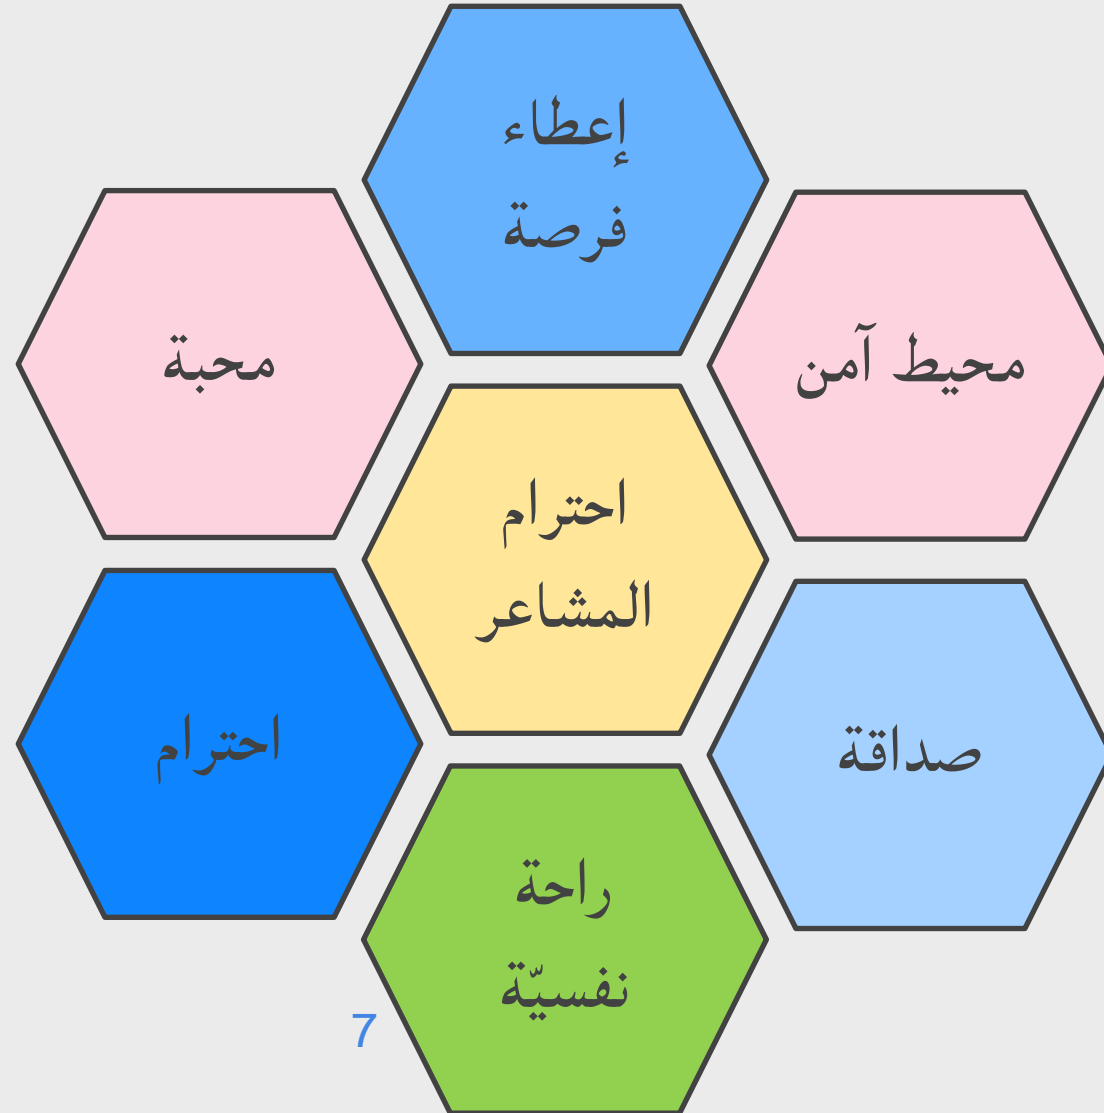 إعطاء
فرصة
محيط آمن
محبة
احترام
المشاعر
صداقة
احترام
راحة
نفسيّة
7